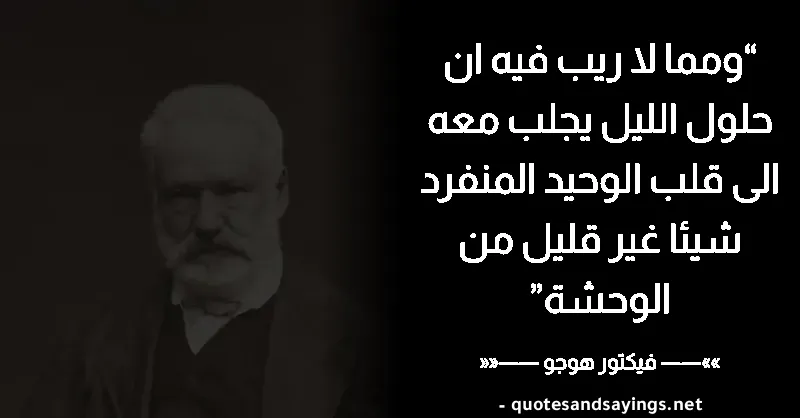 “ومما لا ريب فيه ان
حلول الليل يجلب معه
الى قلب الوحيد المنفرد
شيئا غير قليل من
الوحشة”
»»—— فيكتور هوجو ——««
- quotesandsayings.net